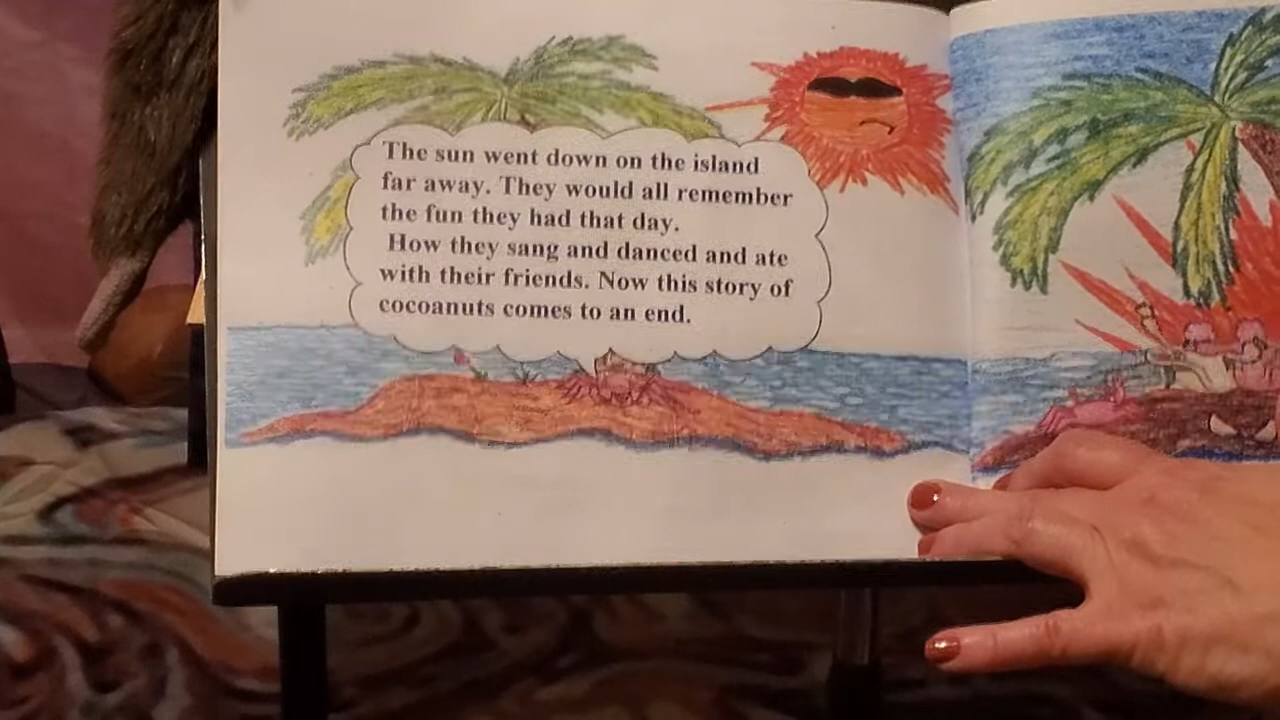 The sun went down on the island
far away. They would all remember
the fun they had that day.
How they sang and danced and ate
with their friends. Now this story of
cocoanuts comes to an end.